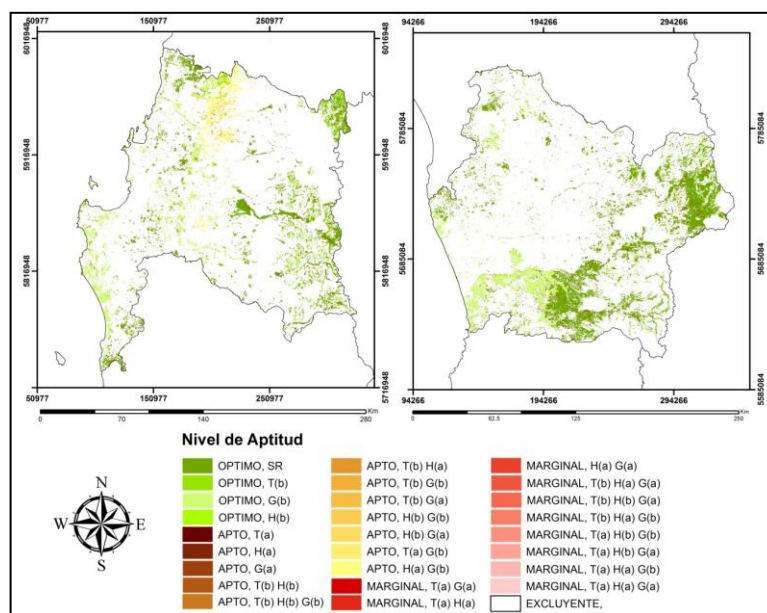 50977 150977 250977
94266 194266 294266
6016948
5916948
5816948
5716948
5785084
5685084
5585084
6016948
5916948
5816948
5716948
5785084
5685084
5585084
50977 150977 250977
94266 194266 294266
0 70 140 280 Km
0 62.5 125 250 Km
Nivel de Aptitud
OPTIMO, SR
OPTIMO, T(b)
OPTIMO, G(b)
OPTIMO, H(b)
APTO, T(a)
APTO, H(a)
APTO, G(a)
APTO, T(b) H(b)
APTO, T(b) H(b) G(b)
APTO, T(b) H(a)
APTO, T(b) G(b)
APTO, T(b) G(a)
APTO, H(b) G(b)
APTO, H(b) G(a)
APTO, T(a) G(b)
APTO, H(a) G(b)
MARGINAL, T(a) G(a)
MARGINAL, T(a) H(a)
MARGINAL, H(a) G(a)
MARGINAL, T(b) H(a) G(a)
MARGINAL, T(b) H(b) G(a)
MARGINAL, T(b) H(a) G(b)
MARGINAL, T(a) H(b) G(b)
MARGINAL, T(a) H(b) G(a)
MARGINAL, T(a) H(a) G(b)
MARGINAL, T(a) H(a) G(a)
EXCLUYENTE,
N
W E
S